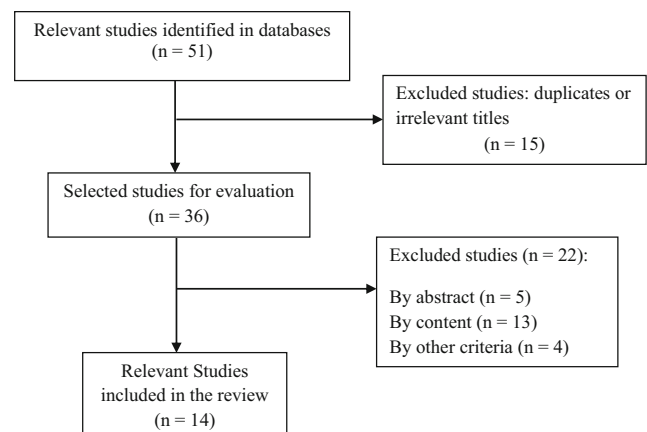 Relevant studies identified in databases
(n = 51)
Excluded studies: duplicates or
irrelevant titles
(n = 15)
Selected studies for evaluation
(n = 36)
Excluded studies (n = 22):
By abstract (n = 5)
By content (n = 13)
By other criteria (n = 4)
Relevant Studies
included in the review
(n = 14)